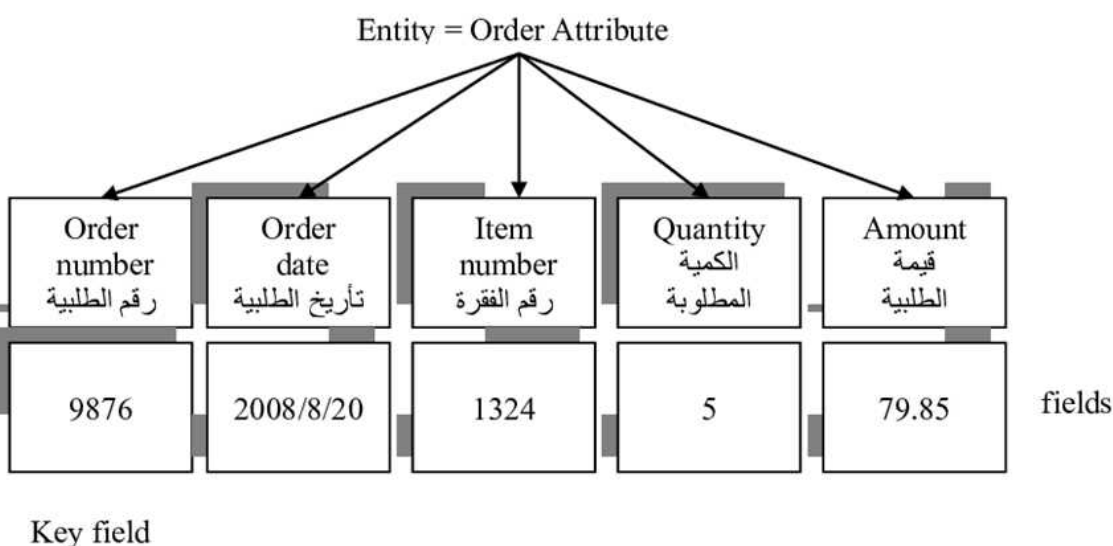 Entity = Order Attribute
Order
number
رقم الطلبية
Order
date
تأريخ الطلبية
Item
number
رقم الفقرة
Quantity
الكمية
المطلوبة
Amount
قيمة
الطلبية
9876
2008/8/20
1324
5
79.85
fields
Key field